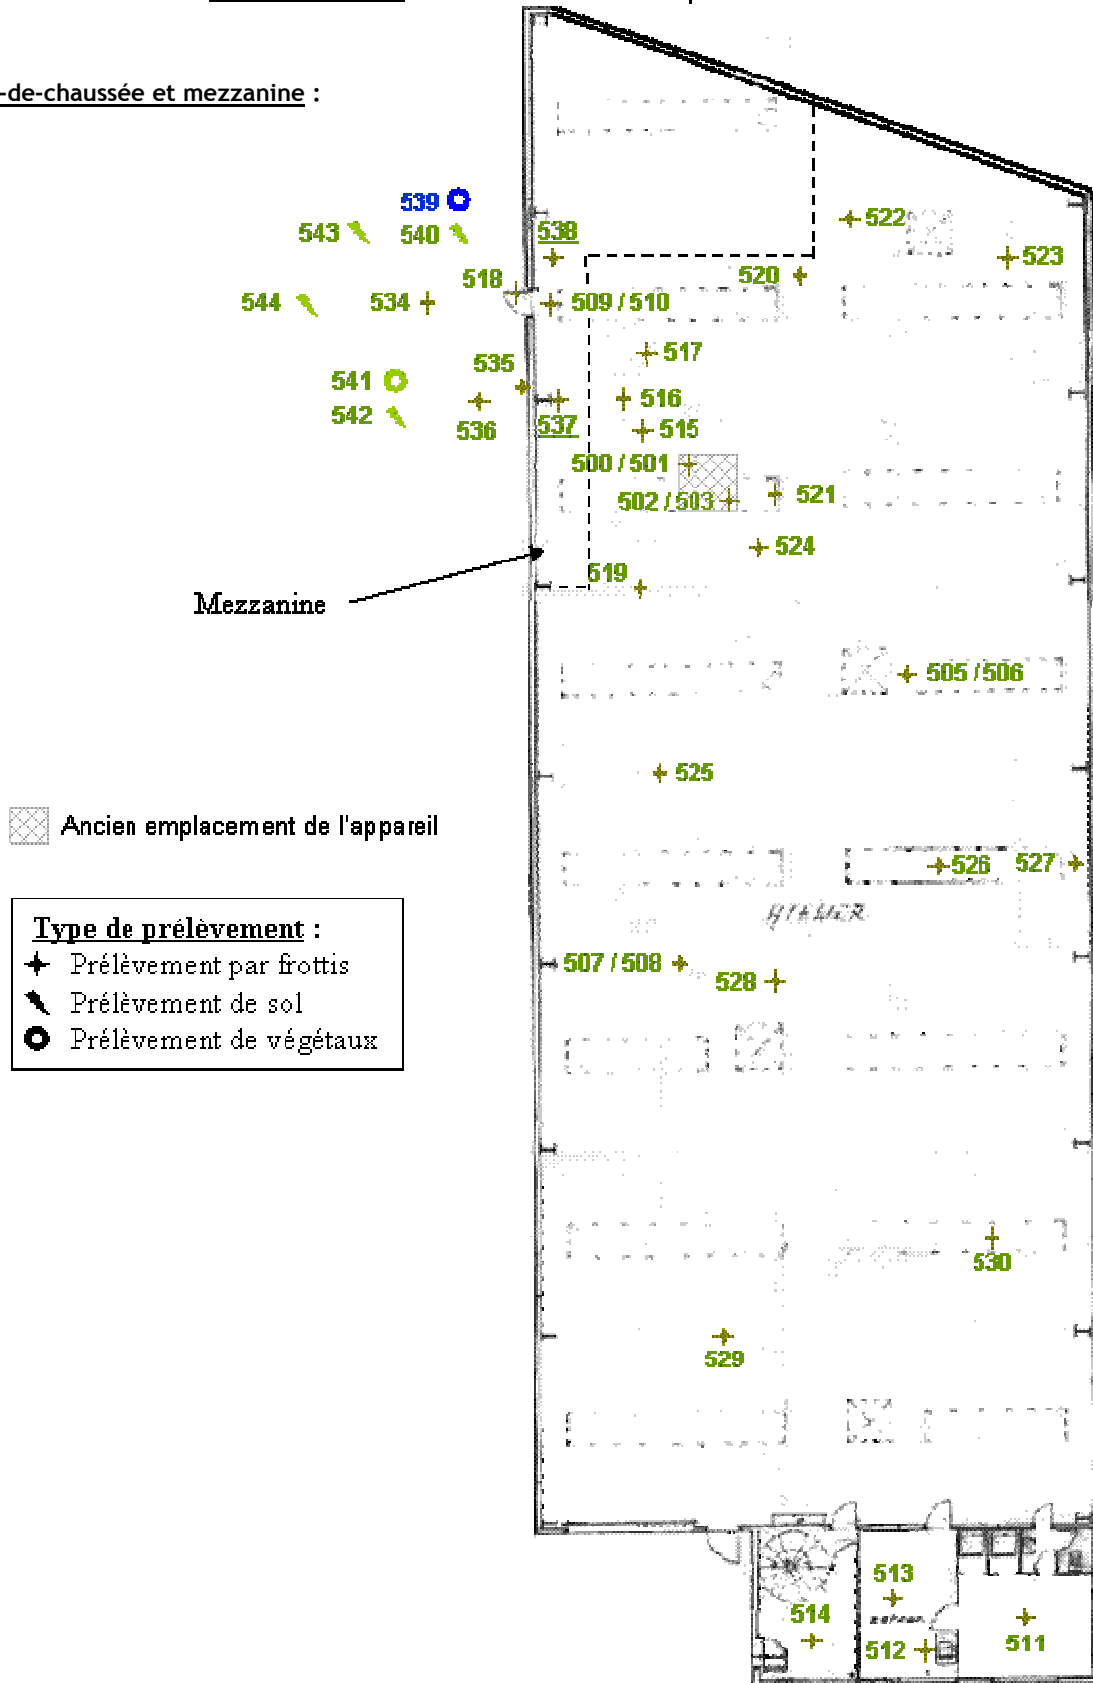 -de-chaussée et mezzanine :
539
543 540 538
522
523
518 520
544 534 509 / 510
517
535
541 516
542 536 537 515
500 / 501
502 / 503 521
524
519
Mezzanine
505 / 506
525
Ancien emplacement de l'appareil
526 527
Type de prélèvement :
Prélèvement par frottis
Prélèvement de sol
Prélèvement de végétaux
507 / 508
528
530
529
513
514
512 511